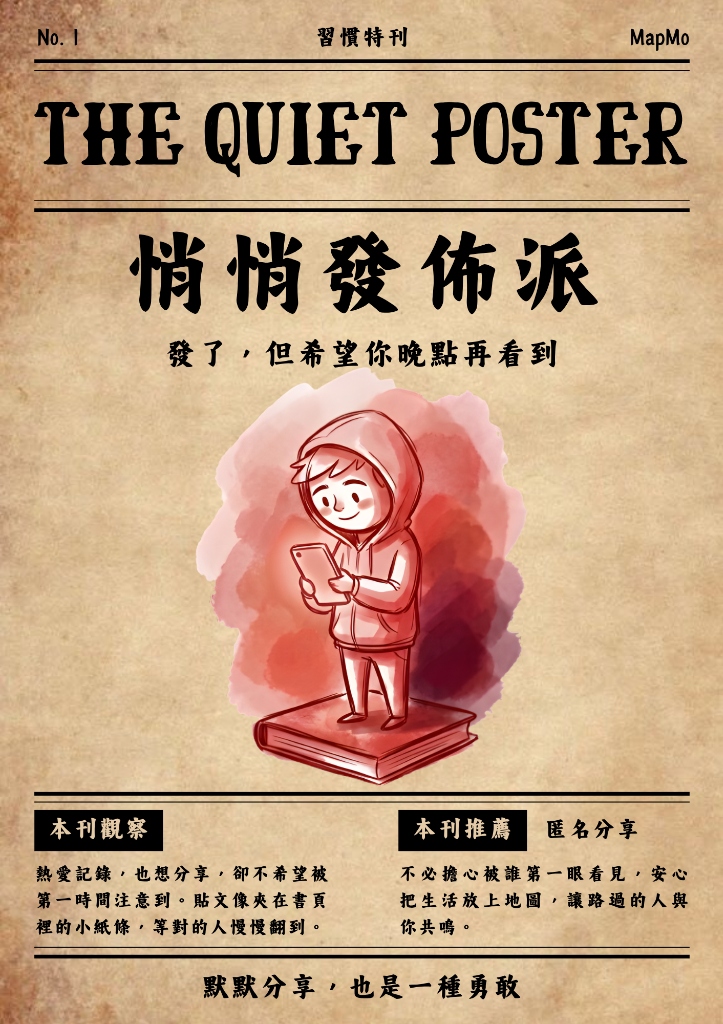 No. 1 習慣特刊 MapMo
THE QUIET POSTER
悄悄發佈派
發了，但希望你晚點再看到
本刊觀察
熱愛記錄，也想分享，卻不希望被
第一時間注意到。貼文像夾在書頁
裡的小紙條，等對的人慢慢翻到。
本刊推薦 匿名分享
不必擔心被誰第一眼看見，安心
把生活放上地圖，讓路過的人與
你共鳴。
默默分享，也是一種勇敢